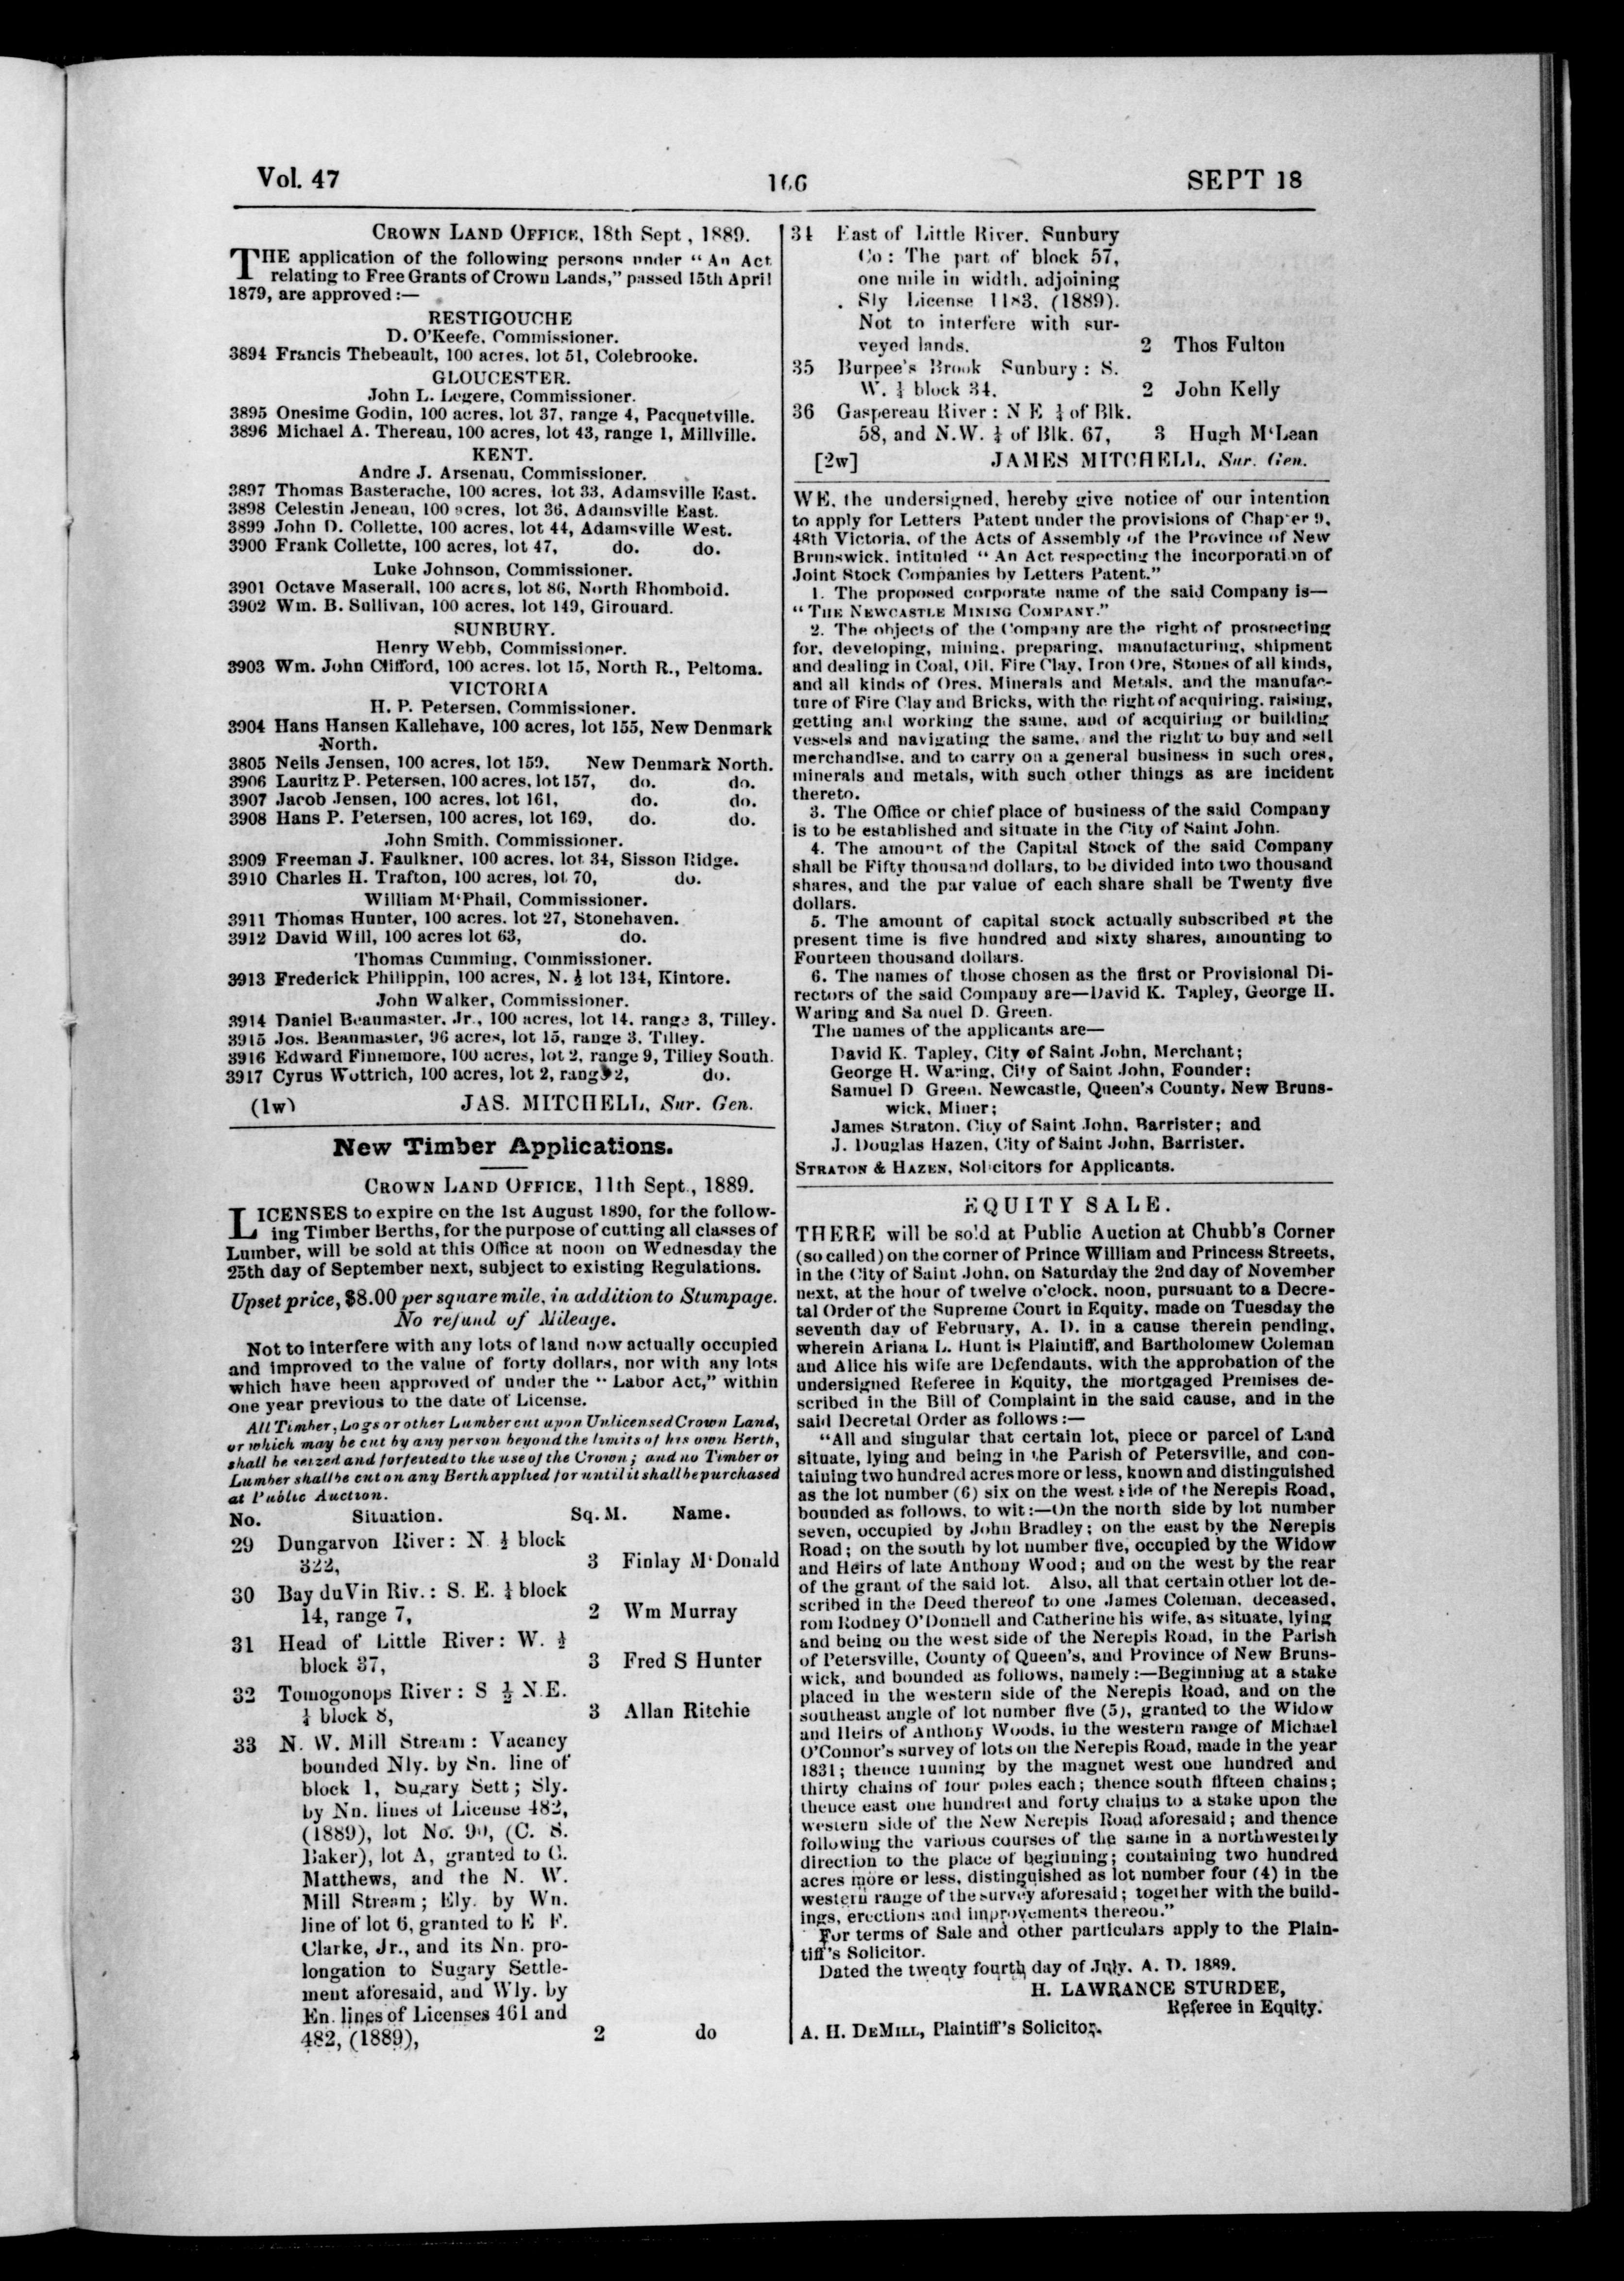 Vol. 47
166
SEPT 18
CROWN LAND OFFICE, 18th Sept, 1889.
THE application of the following persons under "An Act
relating to Free Grants of Crown Lands," passed 15th April
1879, are approved:—
RESTIGOUCHE
D. O'Keefe, Commissioner.
3894 Francis Thebeault, 100 acres, lot 51, Colebrooke.
GLOUCESTER.
John L. Legere, Commissioner.
3895 Onesime Godin, 100 acres, lot 37, range 4, Pacquetville.
3896 Michael A. Thereau, 100 acres, lot 43, range 1, Millville.
KENT.
Andre J. Arsenau, Commissioner.
3897 Thomas Basterache, 100 acres, lot 33, Adamsville East.
3898 Celestin Jeneau, 100 acres, lot 36, Adamsville East.
3899 John D. Collette, 100 acres, lot 44, Adamsville West.
3900 Frank Collette, 100 acres, lot 47, do. do.
Luke Johnson, Commissioner.
3901 Octave Maserall, 100 acres, lot 86, North Rhomboid.
3902 Wm. B. Sullivan, 100 acres, lot 149, Girouard.
SUNBURY.
Henry Webb, Commissioner.
3903 Wm. John Clifford, 100 acres, lot 15, North R., Peltoma.
VICTORIA
H. P. Petersen, Commissioner.
3904 Hans Hansen Kallehave, 100 acres, lot 155, New Denmark
North.
3805 Neils Jensen, 100 acres, lot 159, New Denmark North.
3906 Lauritz P. Petersen, 100 acres, lot 157, do. do.
3907 Jacob Jensen, 100 acres, lot 161, do. do.
3908 Hans P. Petersen, 100 acres, lot 169, do. do.
John Smith, Commissioner.
3909 Freeman J. Faulkner, 100 acres, lot 34, Sisson Ridge.
3910 Charles H. Trafton, 100 acres, lot 70, do.
William M'Phail, Commissioner.
3911 Thomas Hunter, 100 acres, lot 27, Stonehaven.
3912 David Will, 100 acres lot 63, do.
Thomas Cumming, Commissioner.
3913 Frederick Philippin, 100 acres, N. ½ lot 134, Kintore.
John Walker, Commissioner.
3914 Daniel Beaumaster, Jr., 100 acres, lot 14, range 3, Tilley.
3915 Jos. Beaumaster, 96 acres, lot 15, range 3, Tilley.
3916 Edward Finnemore, 100 acres, lot 2, range 9, Tilley South.
3917 Cyrus Wottrich, 100 acres, lot 2, range 2, do.
(1w) JAS. MITCHELL, Sur. Gen.
New Timber Applications.
CROWN LAND OFFICE, 11th Sept., 1889.
LICENSES to expire on the 1st August 1890, for the follow-
ing Timber Berths, for the purpose of cutting all classes of
Lumber, will be sold at this Office at noon on Wednesday the
25th day of September next, subject to existing Regulations.
Upset price, $8.00 per square mile, in addition to Stumpage.
No refund of Mileage.
Not to interfere with any lots of land now actually occupied
and improved to the value of forty dollars, nor with any lots
which have been approved of under the "Labor Act," within
one year previous to the date of License.
All Timber, Logs or other Lumber cut upon Unlicensed Crown Land,
or which may be cut by any person beyond the limits of his own Berth,
shall be seized and forfeited to the use of the Crown; and no Timber or
Lumber shall be cut on any Berth applied for until it shall be purchased
at Public Auction.
No. Situation. Sq. M. Name.
29 Dungarvon River: N. ½ block
322, 3 Finlay M'Donald
30 Bay du Vin Riv.: S. E. ¼ block
14, range 7, 2 Wm Murray
31 Head of Little River: W. ½
block 37, 3 Fred S Hunter
32 Tomogonops River: S ½ N.E.
¼ block 8, 3 Allan Ritchie
33 N. W. Mill Stream: Vacancy
bounded Nly. by Sn. line of
block 1, Sugary Sett; Sly.
by Nn. lines of License 482,
(1889), lot No. 90, (C. S.
Baker), lot A, granted to G.
Matthews, and the N. W.
Mill Stream; Ely. by Wn.
line of lot 6, granted to E F.
Clarke, Jr., and its Nn. pro-
longation to Sugary Settle-
ment aforesaid, and Wly. by
En. lines of Licenses 461 and
482, (1889), 2 do
34 East of Little River, Sunbury
Co: The part of block 57,
one mile in width, adjoining
Sly License 1183, (1889).
Not to interfere with sur-
veyed lands. 2 Thos Fulton
35 Burpee's Brook Sunbury: S.
W. ¼ block 34. 2 John Kelly
36 Gaspereau River: N E ¼ of Blk.
58, and N.W. ¼ of Blk. 67, 3 Hugh M'Lean
[2w] JAMES MITCHELL, Sur. Gen.
WE, the undersigned, hereby give notice of our intention
to apply for Letters Patent under the provisions of Chapter 9,
48th Victoria, of the Acts of Assembly of the Province of New
Brunswick, intituled "An Act respecting the incorporation of
Joint Stock Companies by Letters Patent."
1. The proposed corporate name of the said Company is—
"THE NEWCASTLE MINING COMPANY."
2. The objects of the Company are the right of prospecting
for, developing, mining, preparing, manufacturing, shipment
and dealing in Coal, Oil, Fire Clay, Iron Ore, Stones of all kinds,
and all kinds of Ores, Minerals and Metals, and the manufac-
ture of Fire Clay and Bricks, with the right of acquiring, raising,
getting and working the same, and of acquiring or building
vessels and navigating the same, and the right to buy and sell
merchandise, and to carry on a general business in such ores,
minerals and metals, with such other things as are incident
thereto.
3. The Office or chief place of business of the said Company
is to be established and situate in the City of Saint John.
4. The amount of the Capital Stock of the said Company
shall be Fifty thousand dollars, to be divided into two thousand
shares, and the par value of each share shall be Twenty five
dollars.
5. The amount of capital stock actually subscribed at the
present time is five hundred and sixty shares, amounting to
Fourteen thousand dollars.
6. The names of those chosen as the first or Provisional Di-
rectors of the said Company are—David K. Tapley, George H.
Waring and Samuel D. Green.
The names of the applicants are—
David K. Tapley, City of Saint John, Merchant;
George H. Waring, City of Saint John, Founder;
Samuel D Green, Newcastle, Queen's County, New Bruns-
wick, Miner;
James Straton, City of Saint John, Barrister; and
J. Douglas Hazen, City of Saint John, Barrister.
STRATON & HAZEN, Solicitors for Applicants.
EQUITY SALE.
THERE will be sold at Public Auction at Chubb's Corner
(so called) on the corner of Prince William and Princess Streets,
in the City of Saint John, on Saturday the 2nd day of November
next, at the hour of twelve o'clock, noon, pursuant to a Decre-
tal Order of the Supreme Court in Equity, made on Tuesday the
seventh day of February, A. D. in a cause therein pending,
wherein Ariana L. Hunt is Plaintiff, and Bartholomew Coleman
and Alice his wife are Defendants, with the approbation of the
undersigned Referee in Equity, the mortgaged Premises de-
scribed in the Bill of Complaint in the said cause, and in the
said Decretal Order as follows:—
"All and singular that certain lot, piece or parcel of Land
situate, lying and being in the Parish of Petersville, and con-
taining two hundred acres more or less, known and distinguished
as the lot number (6) six on the west side of the Nerepis Road,
bounded as follows, to wit:—On the north side by lot number
seven, occupied by John Bradley; on the east by the Nerepis
Road; on the south by lot number five, occupied by the Widow
and Heirs of late Anthony Wood; and on the west by the rear
of the grant of the said lot. Also, all that certain other lot de-
scribed in the Deed thereof to one James Coleman, deceased,
rom Rodney O'Donnell and Catherine his wife, as situate, lying
and being on the west side of the Nerepis Road, in the Parish
of Petersville, County of Queen's, and Province of New Bruns-
wick, and bounded as follows, namely:—Beginning at a stake
placed in the western side of the Nerepis Road, and on the
southeast angle of lot number five (5), granted to the Widow
and Heirs of Anthony Woods, in the western range of Michael
O'Connor's survey of lots on the Nerepis Road, made in the year
1831; thence running by the magnet west one hundred and
thirty chains of four poles each; thence south fifteen chains;
thence east one hundred and forty chains to a stake upon the
western side of the New Nerepis Road aforesaid; and thence
following the various courses of the same in a northwesterly
direction to the place of beginning; containing two hundred
acres more or less, distinguished as lot number four (4) in the
western range of the survey aforesaid; together with the build-
ings, erections and improvements thereon."
For terms of Sale and other particulars apply to the Plain-
tiff's Solicitor.
Dated the twenty fourth day of July, A. D. 1889.
H. LAWRANCE STURDEE,
Referee in Equity.
A. H. DEMILL, Plaintiff's Solicitor.